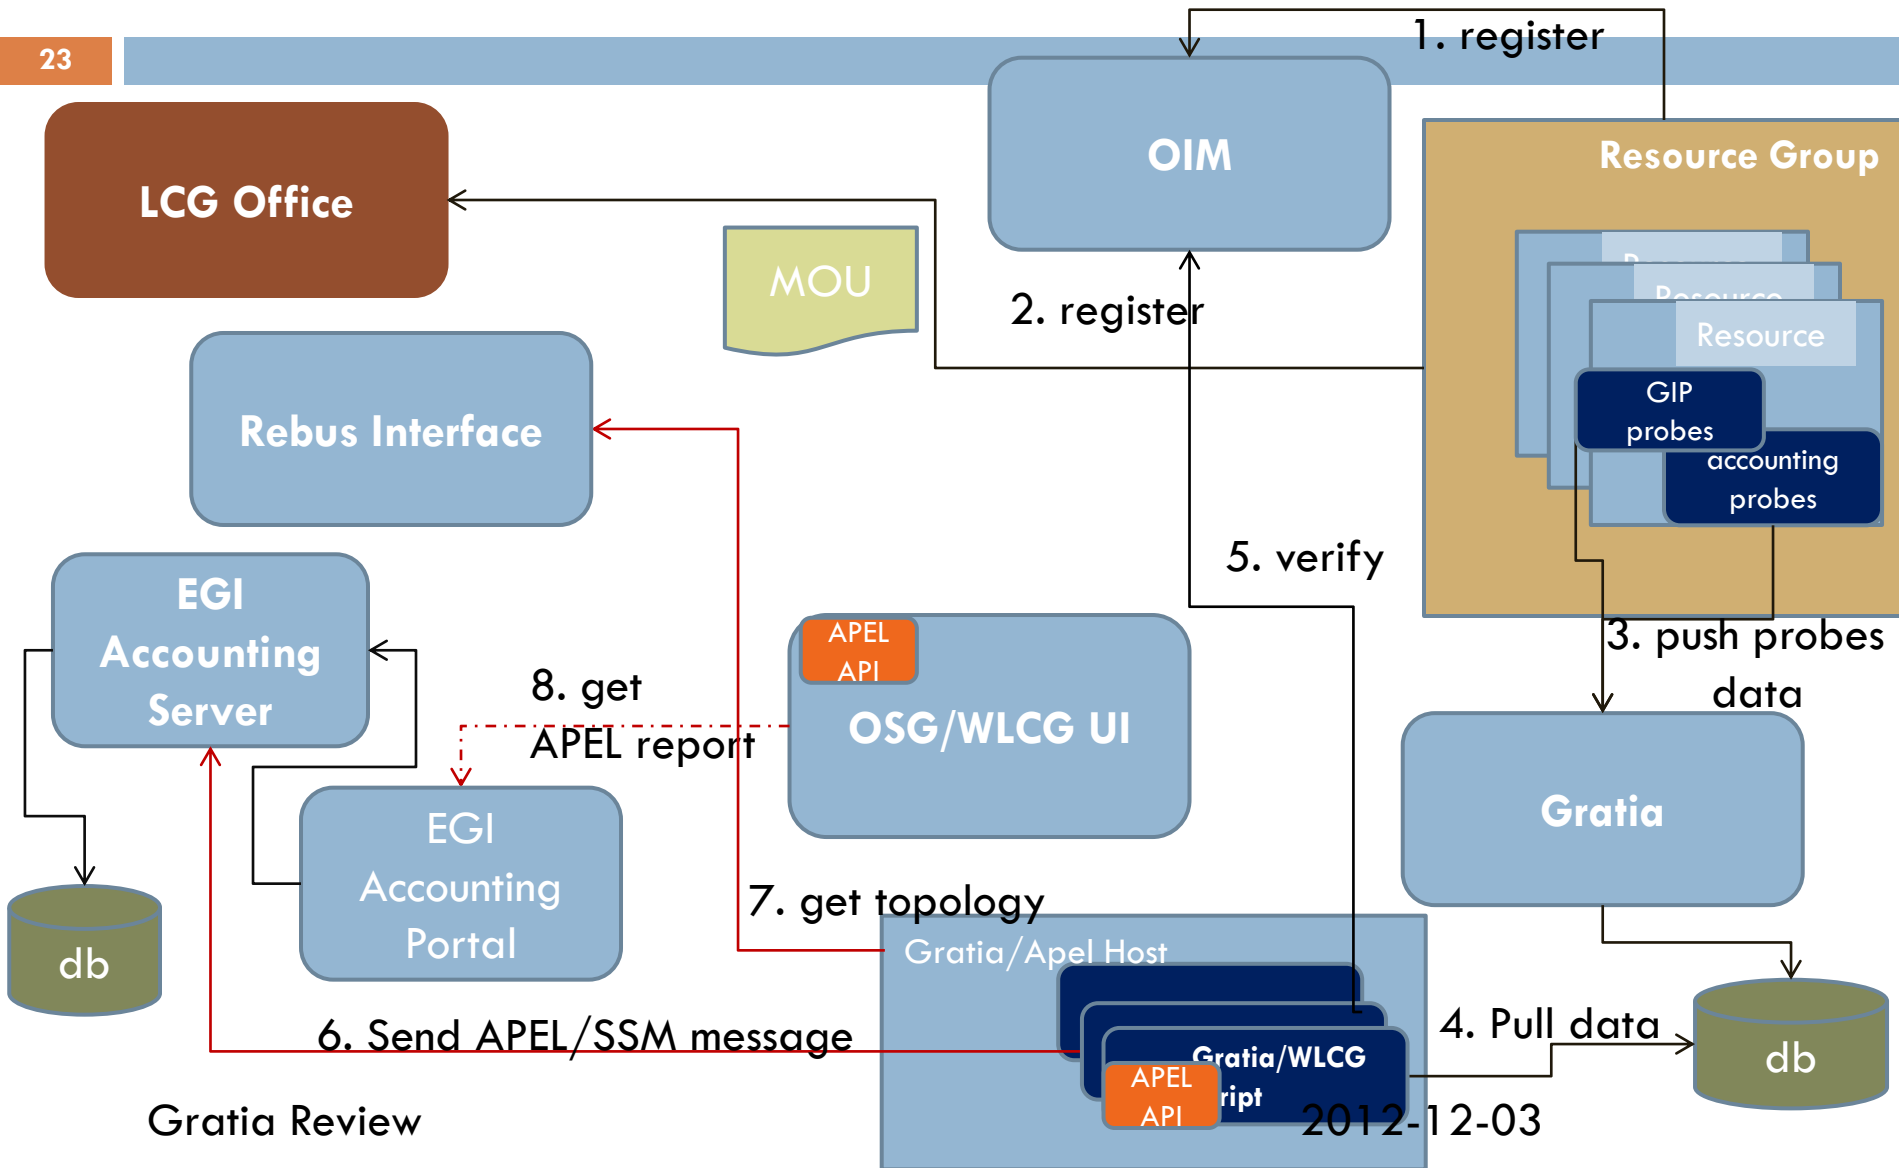 23
1. register
OIM
Resource Group
LCG Office
MOU
2. register
Resource
Resource
Resource
GIP
probes
accounting
probes
Rebus Interface
5. verify
EGI
Accounting
Server
APEL
API
3. push probes
data
8. get
APEL report
OSG/WLCG UI
Gratia
EGI
Accounting
Portal
7. get topology
Gratia/Apel Host
db
6. Send APEL/SSM message
4. Pull data
Gratia/WLCG
ript
APEL
API
db
Gratia Review
2012-12-03